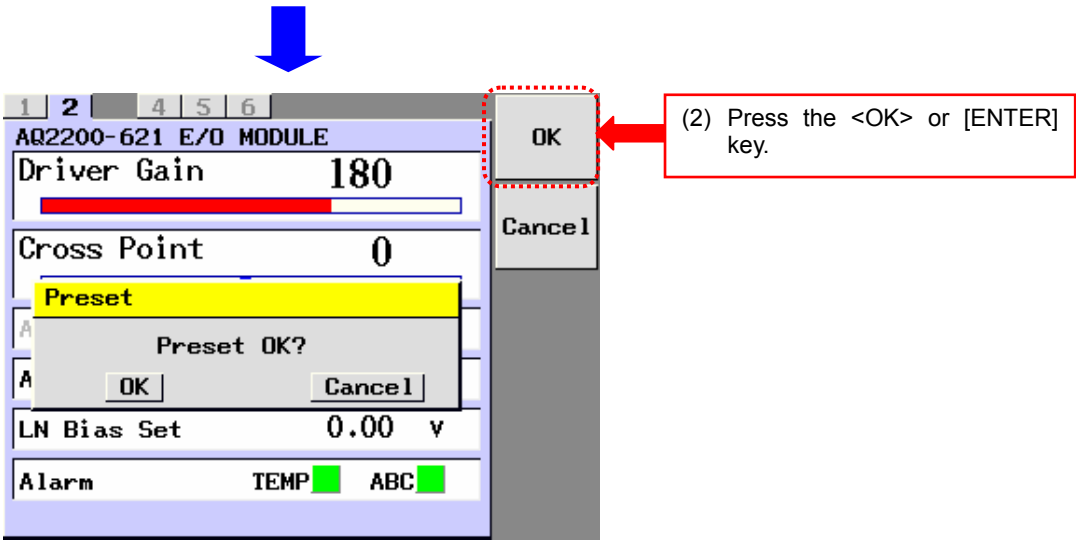 1 2 4 5 6
AQ2200-621 E/O MODULE
Driver Gain 180
Cross Point 0
Preset
Preset OK?
OK Cancel
A
A
LN Bias Set 0.00 V
Alarm TEMP ABC
OK
Cancel
(2) Press the <OK> or [ENTER]
key.